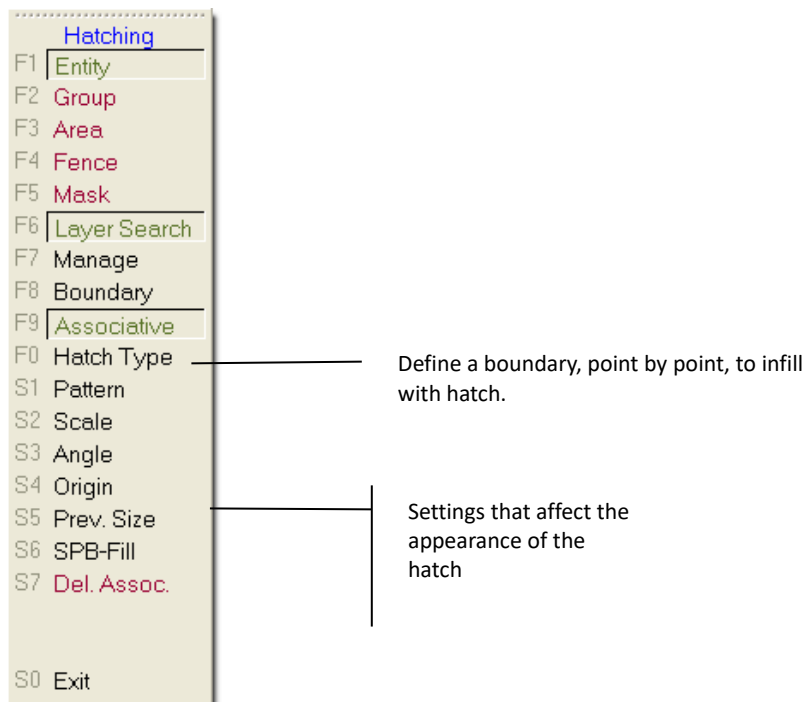 Hatching
F1 Entity
F2 Group
F3 Area
F4 Fence
F5 Mask
F6 Layer Search
F7 Manage
F8 Boundary
F9 Associative
F0 Hatch Type
S1 Pattern
S2 Scale
S3 Angle
S4 Origin
S5 Prev. Size
S6 SPB-Fill
S7 Del. Assoc.
S0 Exit
Define a boundary, point by point, to infill
with hatch.
Settings that affect the
appearance of the
hatch